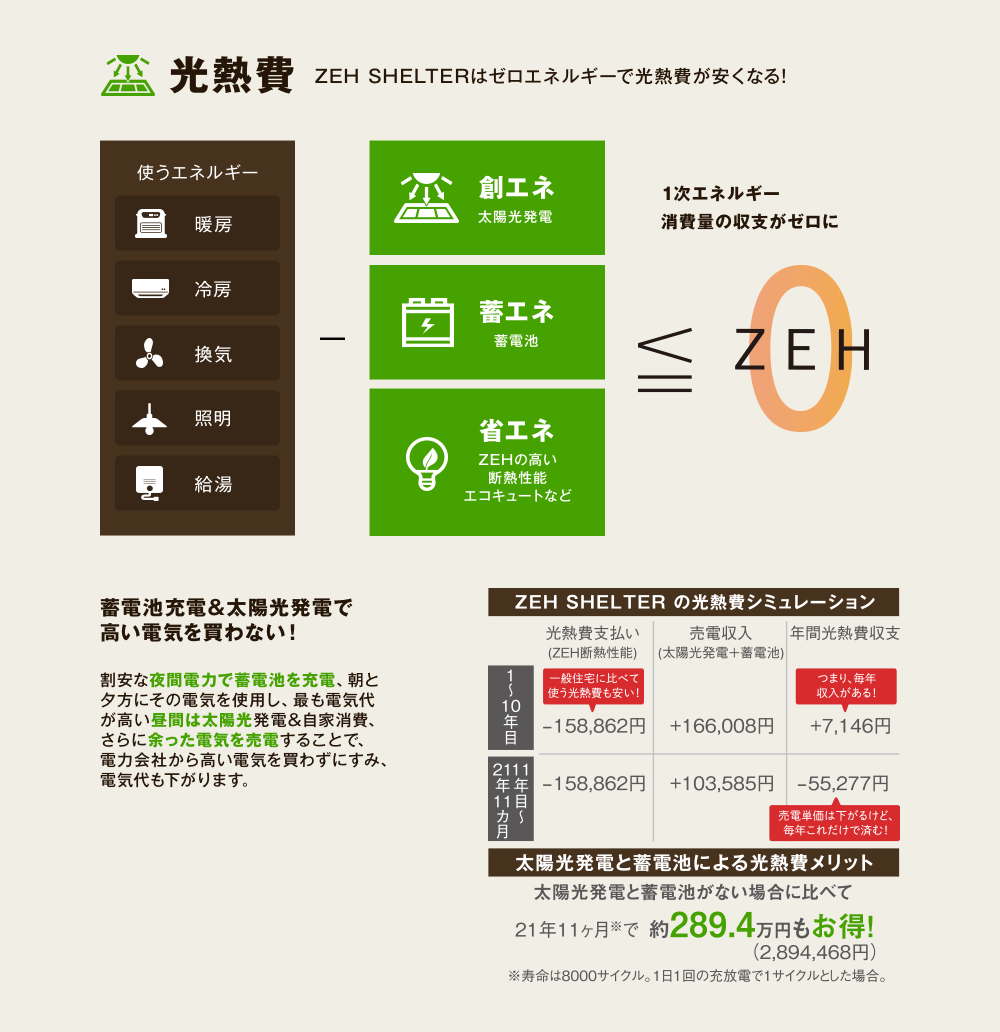 光熱費
ZEH SHELTERはゼロエネルギーで光熱費が安くなる!
使うエネルギー
暖房
冷房
換気
照明
給湯
−
創エネ
太陽光発電
蓄エネ
蓄電池
省エネ
ZEHの高い
断熱性能
エコキュートなど
≦
1次エネルギー
消費量の収支がゼロに
ZEH
0
蓄電池充電&太陽光発電で
高い電気を買わない!
割安な夜間電力で蓄電池を充電、朝と
夕方にその電気を使用し、最も電気代
が高い昼間は太陽光発電&自家消費、
さらに余った電気を売電することで、
電力会社から高い電気を買わずにすみ、
電気代も下がります。
ZEH SHELTER の光熱費シミュレーション
光熱費支払い
(ZEH断熱性能)
売電収入
(太陽光発電+蓄電池)
年間光熱費収支
1〜10年目
一般住宅に比べて
使う光熱費も安い!
−158,862円
+166,008円
つまり、毎年
収入がある!
+7,146円
11年目〜
21年11カ月
−158,862円
+103,585円
−55,277円
売電単価は下がるけど、
毎年これだけで済む!
太陽光発電と蓄電池による光熱費メリット
太陽光発電と蓄電池がない場合に比べて
21年11ヶ月※で 約289.4万円もお得!
(2,894,468円)
※寿命は8000サイクル。1日1回の充放電で1サイクルとした場合。